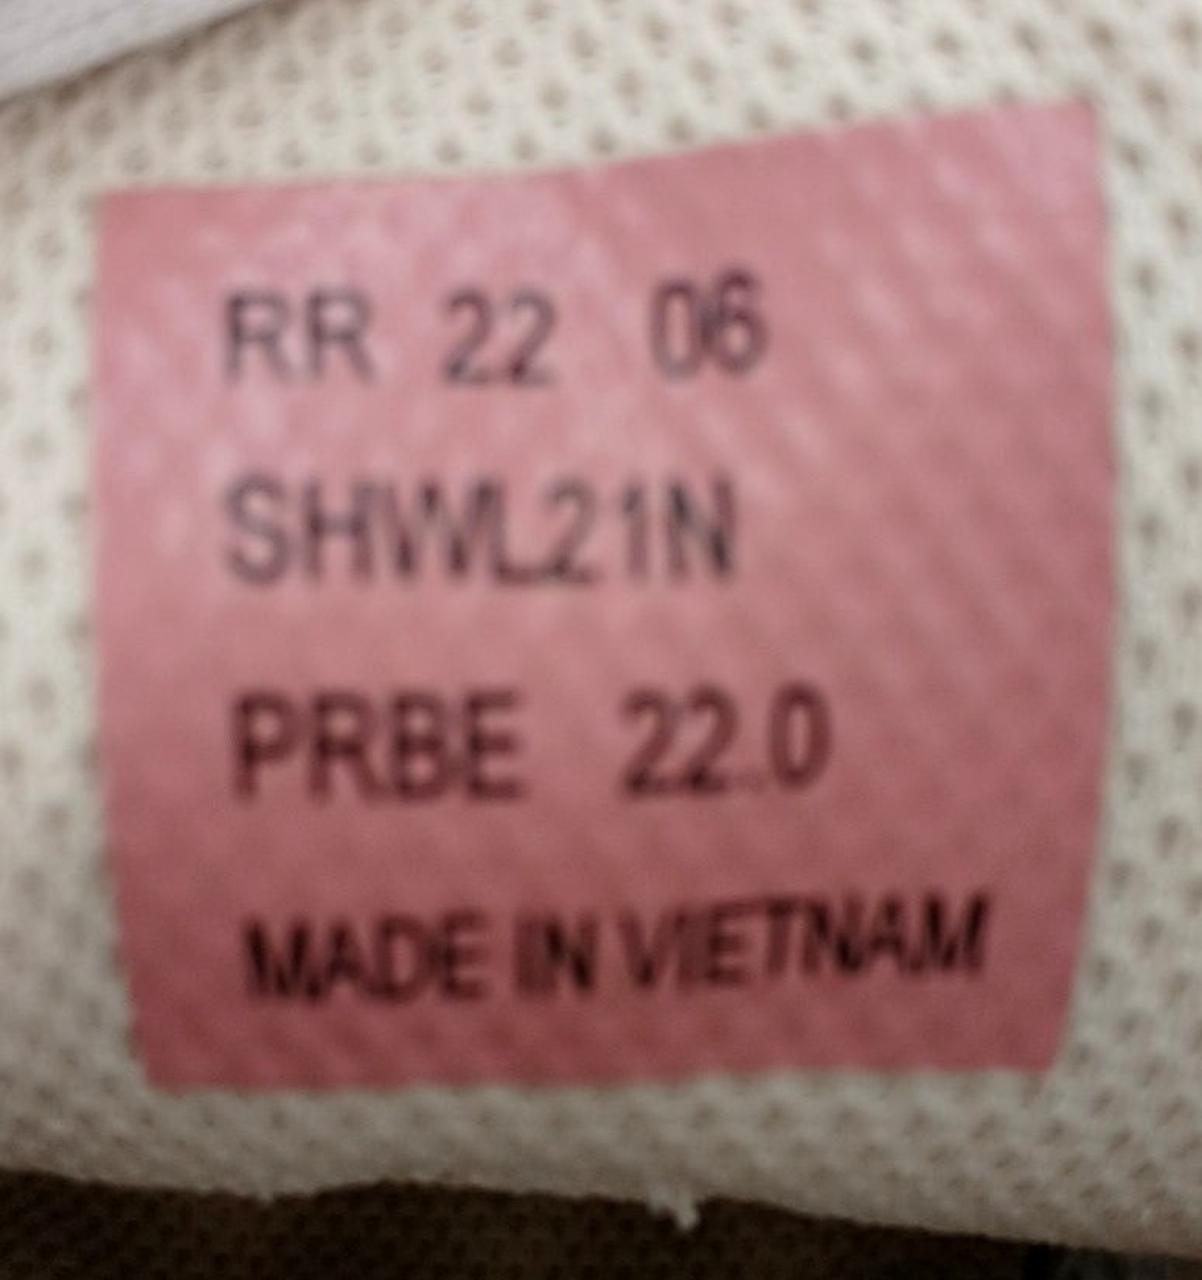 RR 22 06
SHWL21N
PRBE 22.0
MADE IN VIETNAM